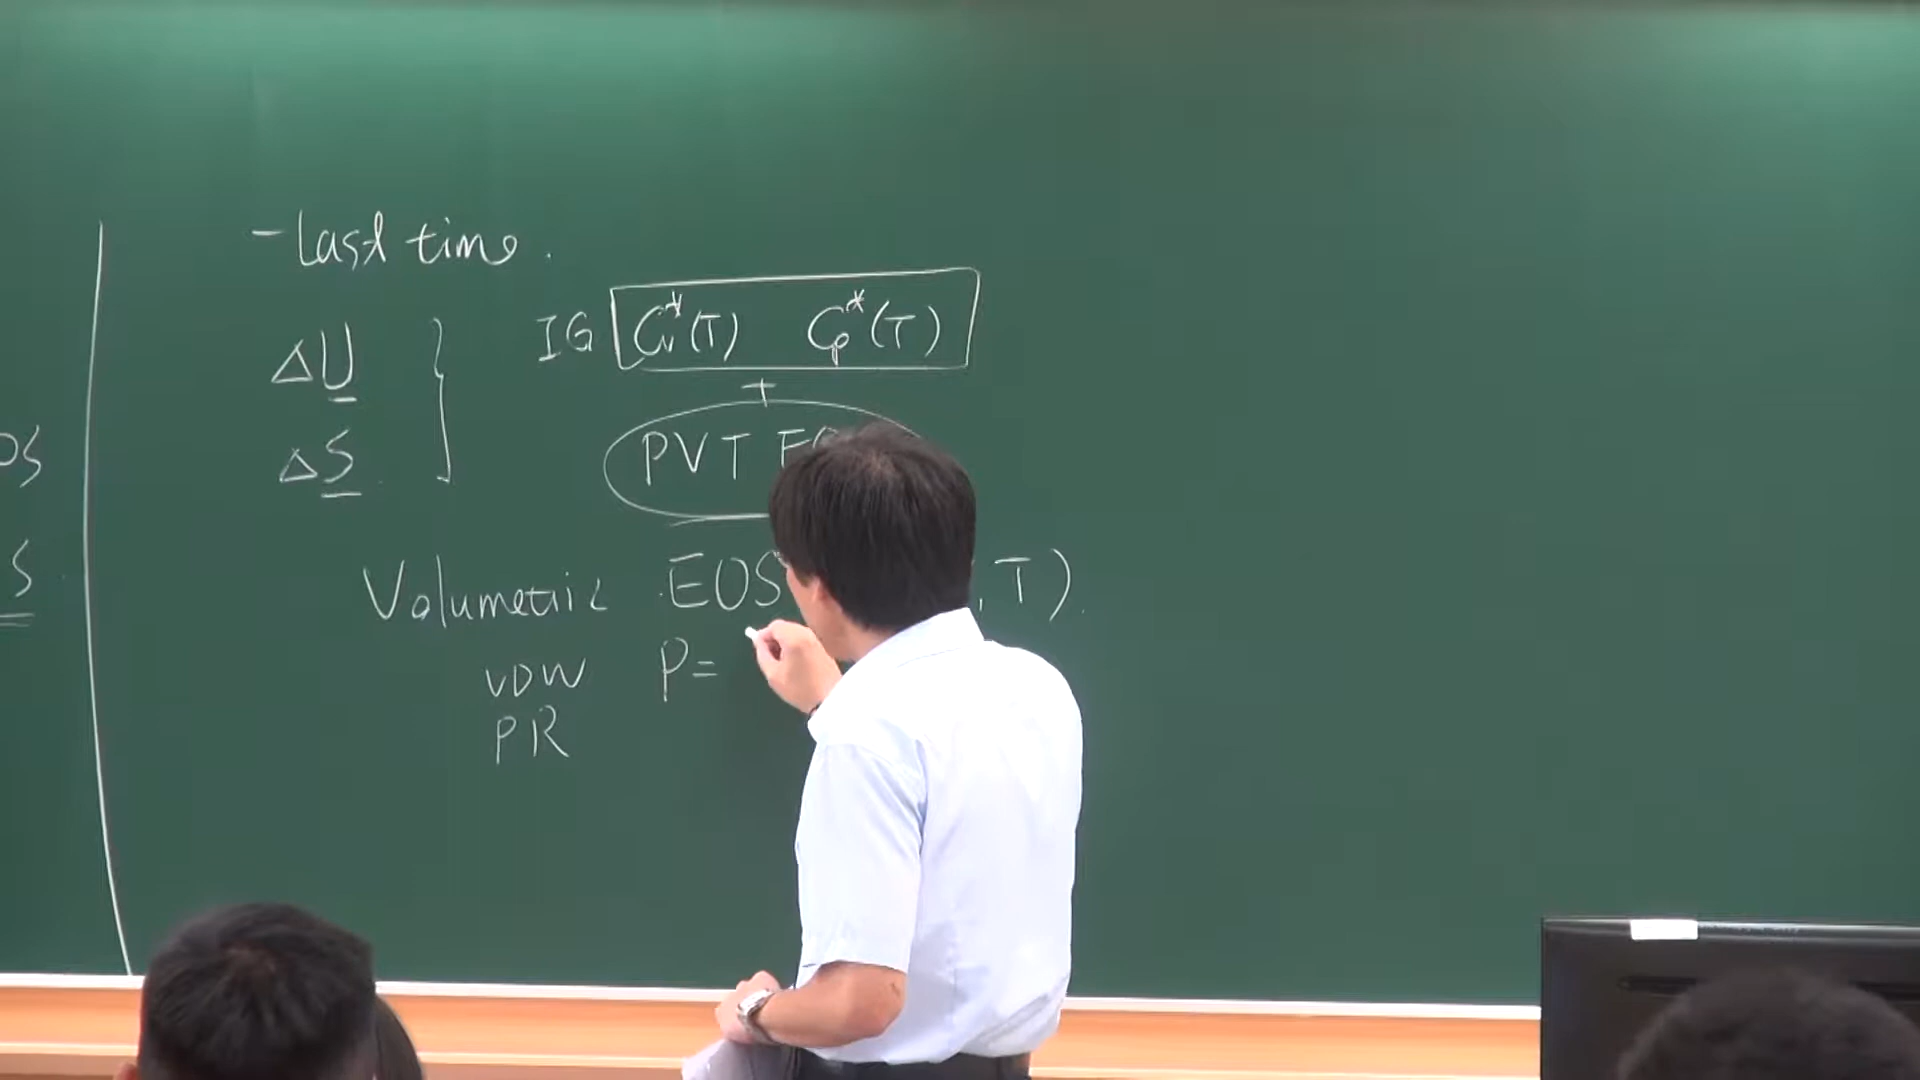 - last time.
ΔU
ΔS
IG Cv*(T) Cp*(T)
+
PVT
Volumetric EOS , T).
VDW P=
PR